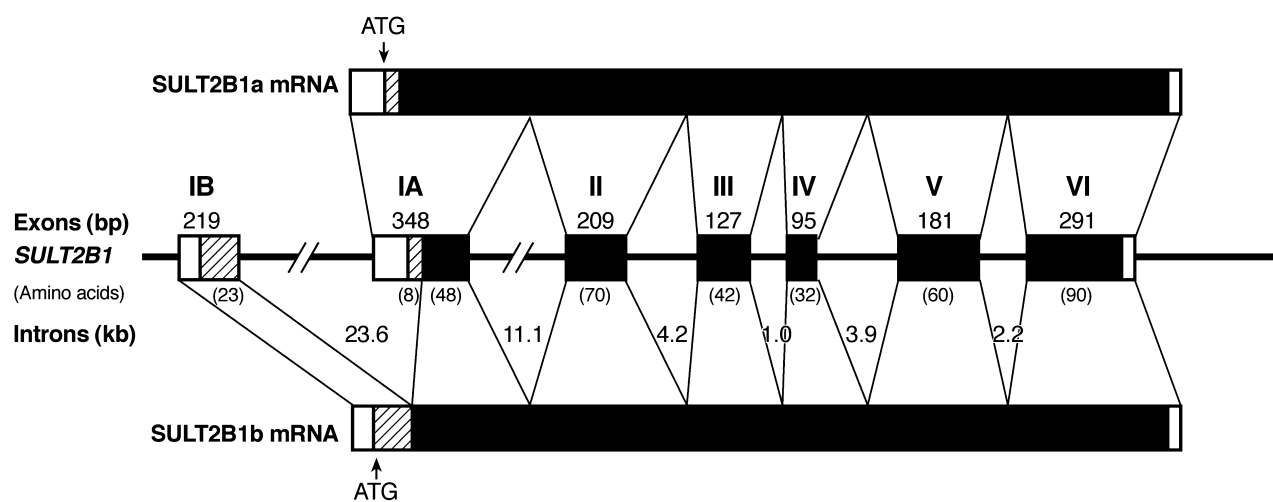 ATG
SULT2B1a mRNA
IB IA II III IV V VI
Exons (bp) 219 348 209 127 95 181 291
SULT2B1
(Amino acids) (23) (8) (48) (70) (42) (32) (60) (90)
Introns (kb) 23.6 11.1 4.2 1.0 3.9 2.2
SULT2B1b mRNA
ATG